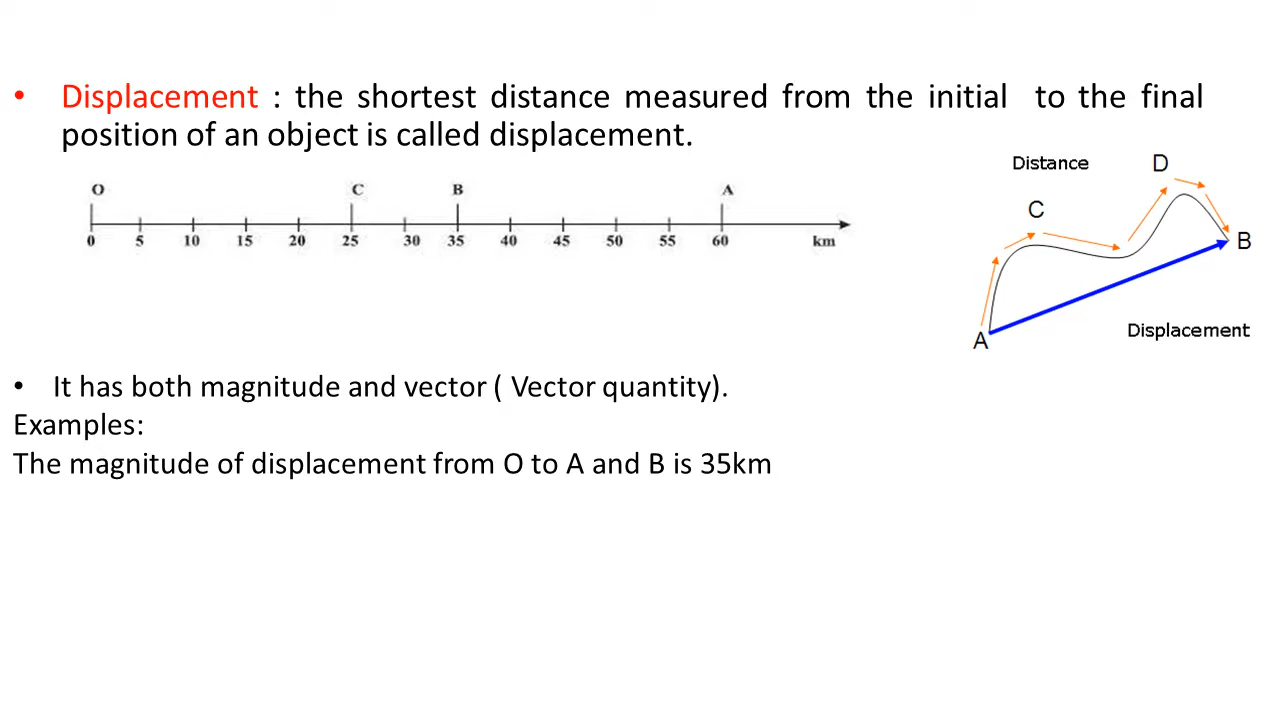 • Displacement : the shortest distance measured from the initial to the final
position of an object is called displacement.
O C B A
0 5 10 15 20 25 30 35 40 45 50 55 60 km
Distance
D
C
B
A
Displacement
• It has both magnitude and vector ( Vector quantity).
Examples:
The magnitude of displacement from O to A and B is 35km